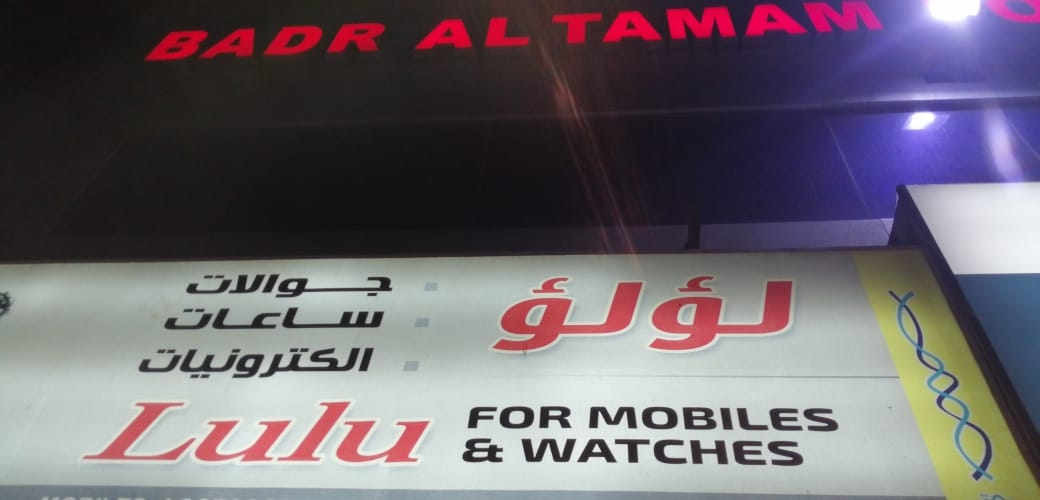 BADR AL TAMAM
لؤلؤ
جوالات
ساعات
الكترونيات
Lulu
FOR MOBILES
& WATCHES